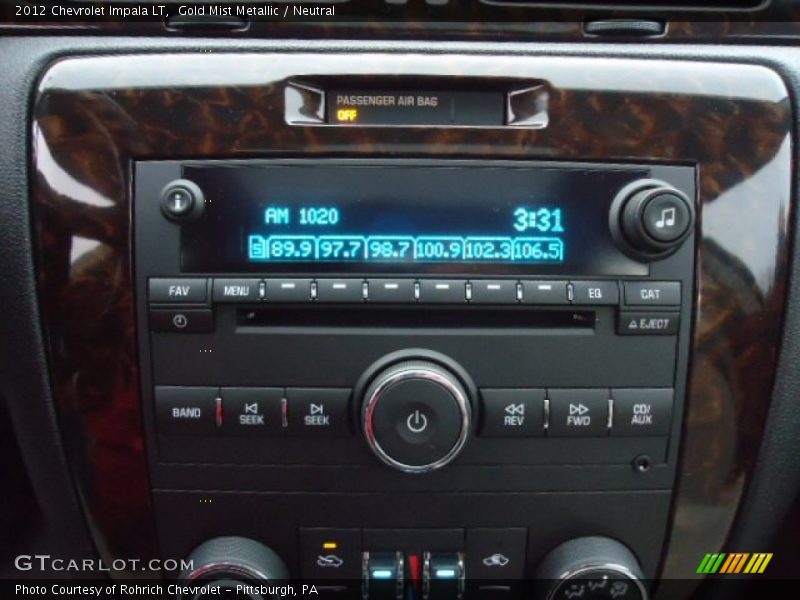 2012 Chevrolet Impala LT, Gold Mist Metallic / Neutral
PASSENGER AIR BAG
OFF
i
AM 1020 3:31
5 89.9 97.7 98.7 100.9 102.3 106.5
FAV MENU EQ CAT
EJECT
BAND SEEK SEEK REV FWD CD/
AUX
GTCARLOT.COM
Photo Courtesy of Rohrich Chevrolet - Pittsburgh, PA